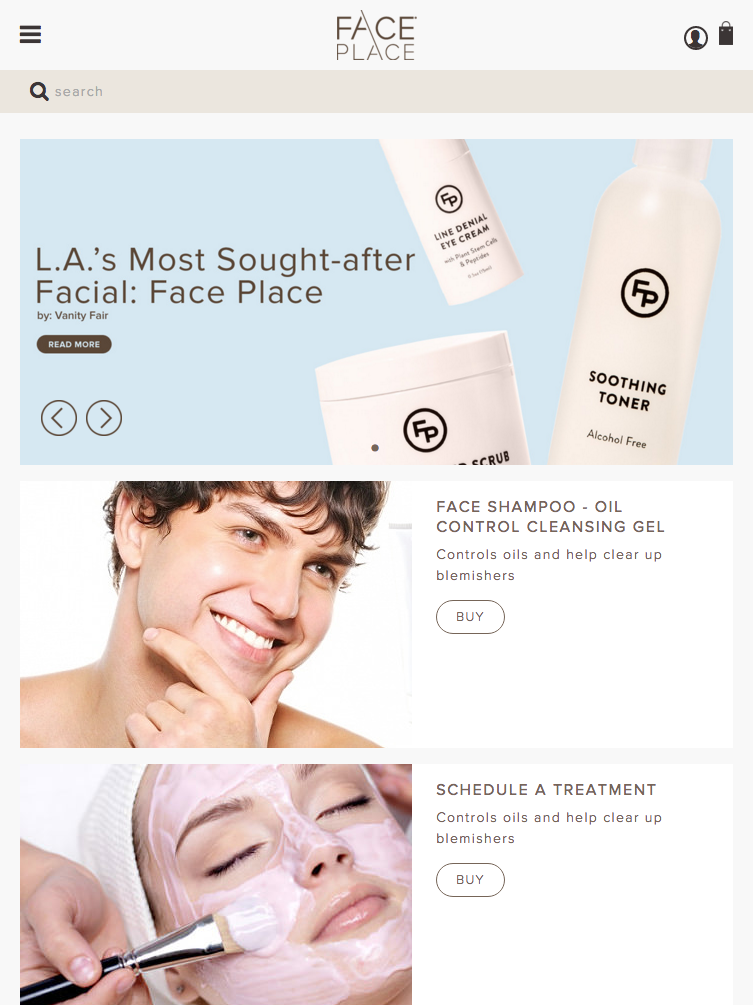 FACE
PLACE
search
L.A.’s Most Sought-after
Facial: Face Place
by: Vanity Fair
READ MORE
FP
LINE DENIAL
EYE CREAM
with Plant Stem Cells
& Peptides
FP
SOOTHING
TONER
Alcohol Free
FP
SCRUB
FACE SHAMPOO - OIL
CONTROL CLEANSING GEL
Controls oils and help clear up
blemishers
BUY
SCHEDULE A TREATMENT
Controls oils and help clear up
blemishers
BUY